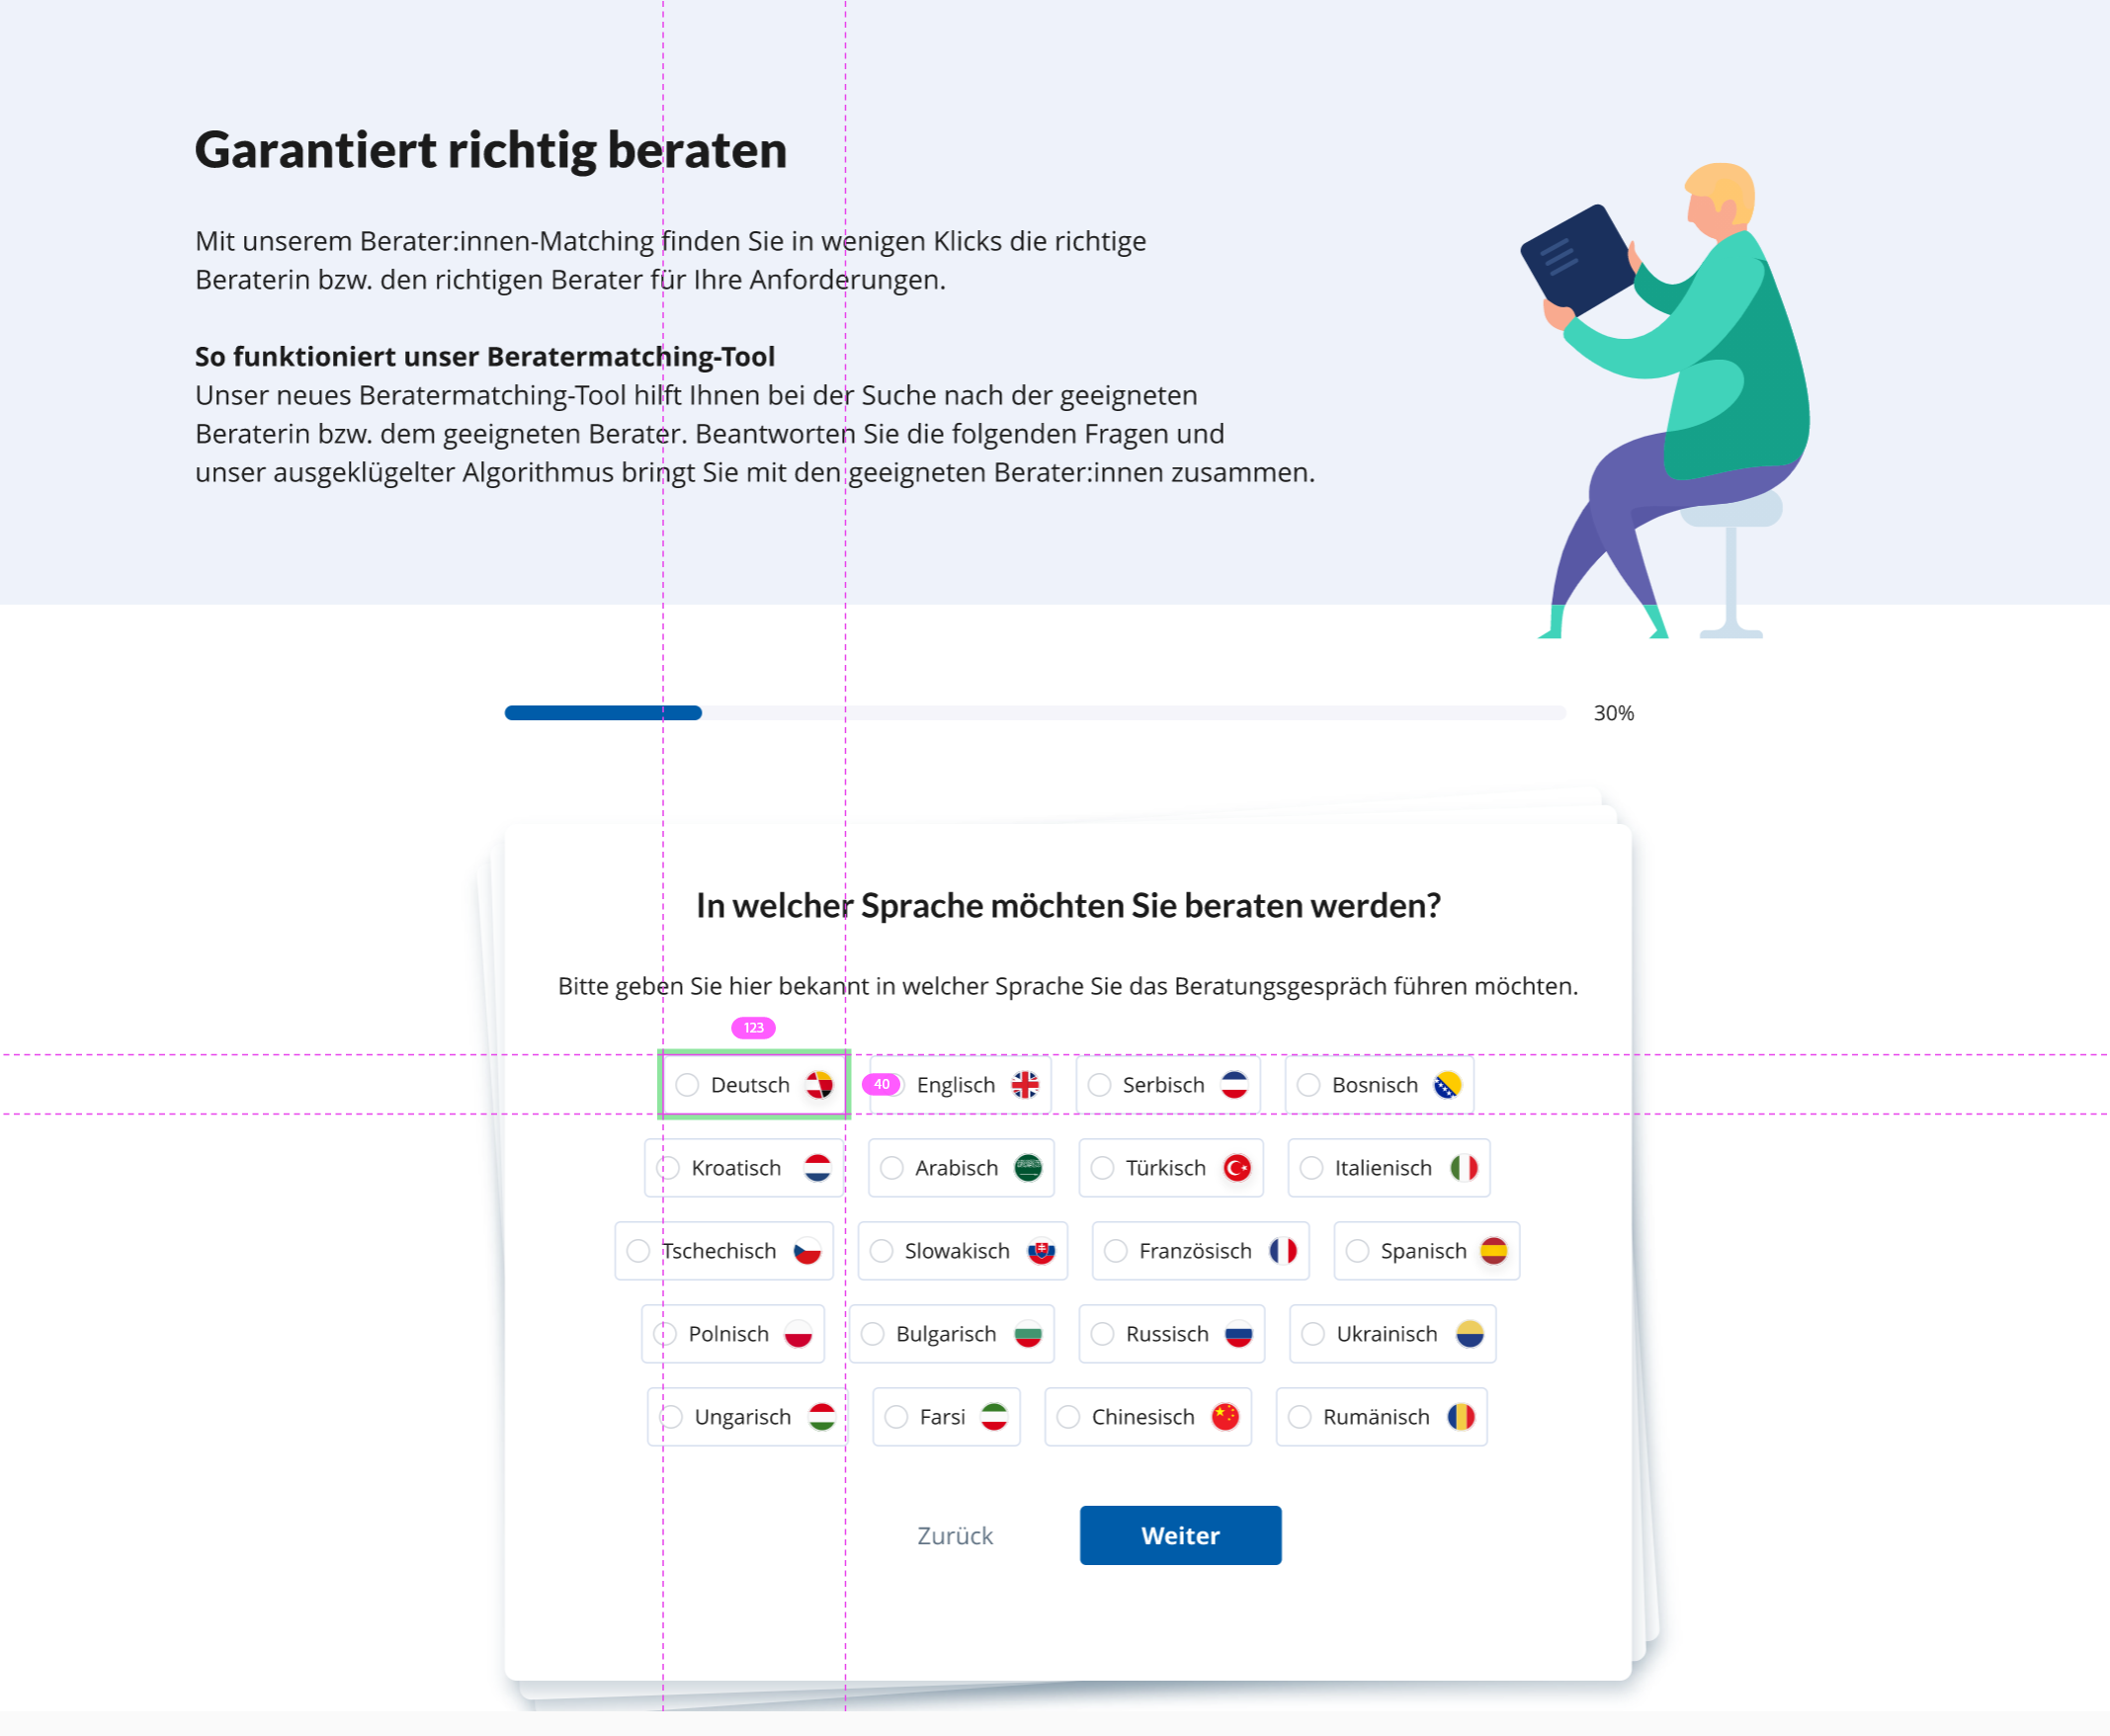 Garantiert richtig beraten
Mit unserem Berater:innen-Matching finden Sie in wenigen Klicks die richtige
Beraterin bzw. den richtigen Berater für Ihre Anforderungen.
So funktioniert unser Beratermatching-Tool
Unser neues Beratermatching-Tool hilft Ihnen bei der Suche nach der geeigneten
Beraterin bzw. dem geeigneten Berater. Beantworten Sie die folgenden Fragen und
unser ausgeklügelter Algorithmus bringt Sie mit den geeigneten Berater:innen zusammen.
30%
In welcher Sprache möchten Sie beraten werden?
Bitte geben Sie hier bekannt in welcher Sprache Sie das Beratungsgespräch führen möchten.
123
Deutsch 40 Englisch Serbisch Bosnisch
Kroatisch Arabisch Türkisch Italienisch
Tschechisch Slowakisch Französisch Spanisch
Polnisch Bulgarisch Russisch Ukrainisch
Ungarisch Farsi Chinesisch Rumänisch
Zurück Weiter